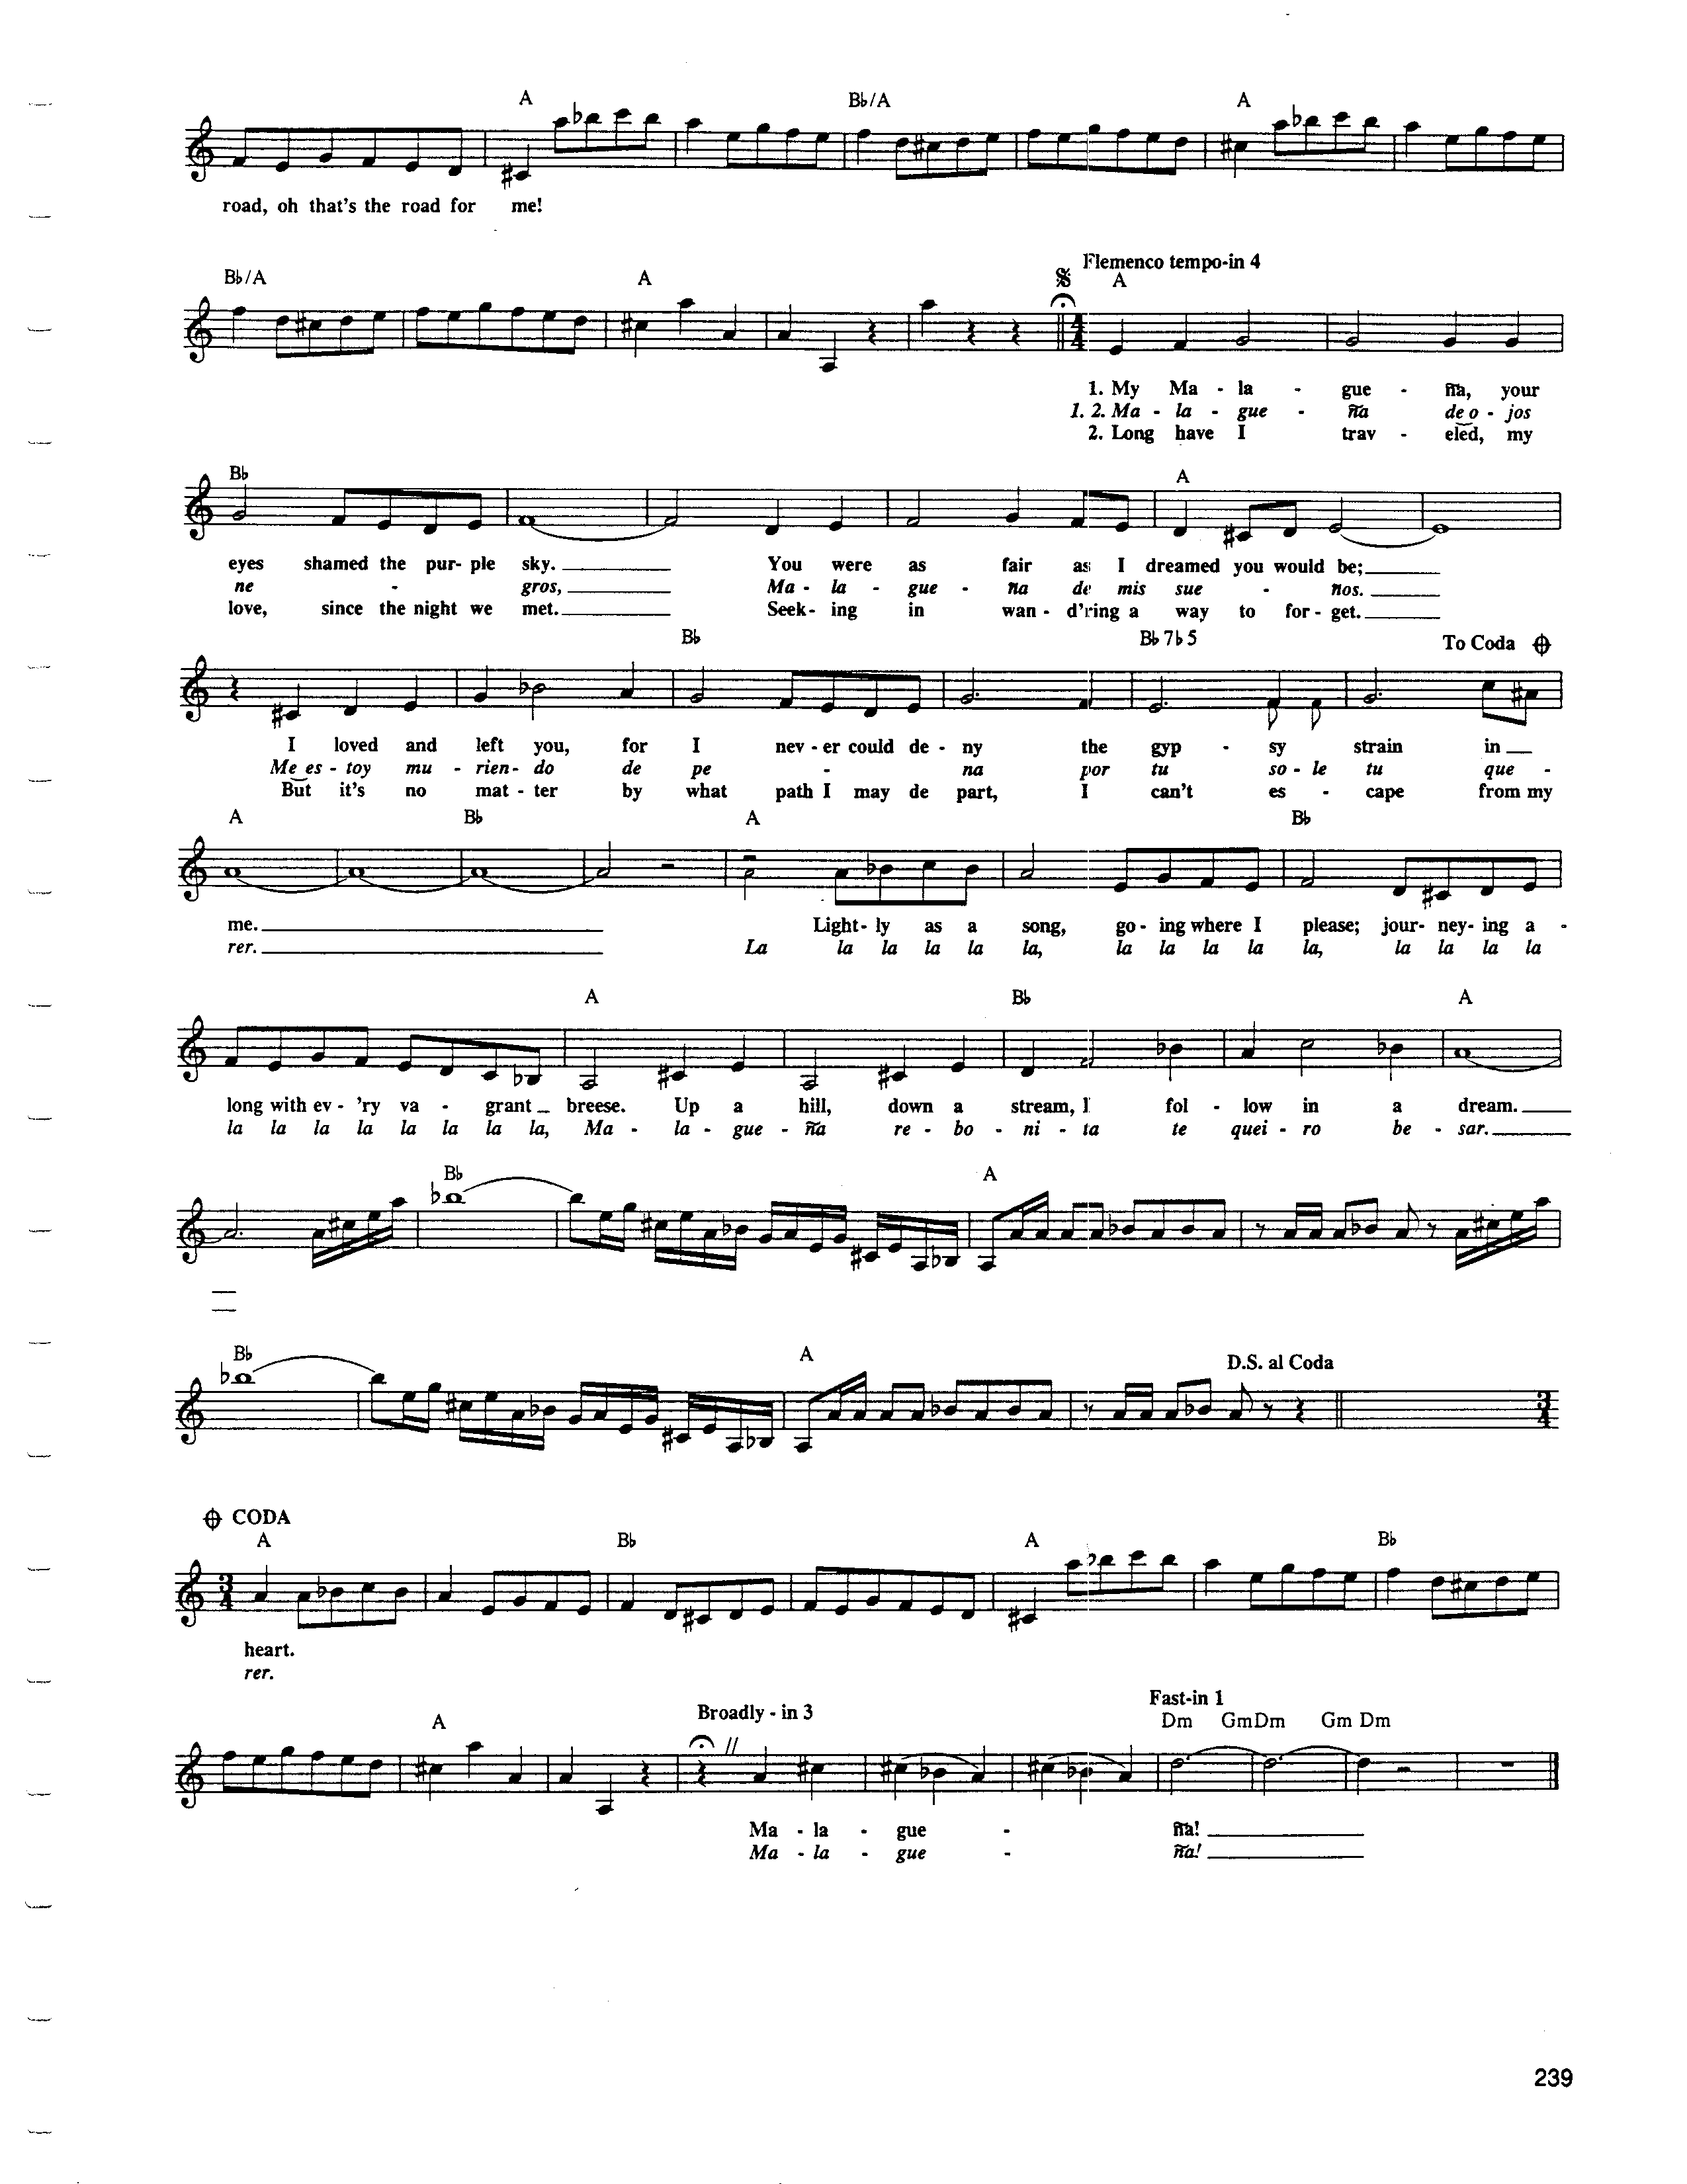 A B♭/A A
road, oh that's the road for me!
Flemenco tempo-in 4
B♭/A A A
1. My Ma - la - gue - ña, your
1. 2. Ma - la - gue - ña de o - jos
2. Long have I trav - eled, my
B♭ A
eyes shamed the pur- ple sky. You were as fair as I dreamed you would be;
ne - gros, Ma - la - gue - na de mis sue - nos.
love, since the night we met. Seek- ing in wan - d'ring a way to for - get.
B♭ B♭7♭5 To Coda
I loved and left you, for I nev - er could de - ny the gyp - sy strain in
Me es - toy mu - rien - do de pe - na por tu so - le tu que -
But it's no mat - ter by what path I may de part, I can't es - cape from my
A B♭ A B♭
me. Light- ly as a song, go - ing where I please; jour- ney- ing a -
rer. La la la la la la, la la la la la, la la la la
A B♭ A
long with ev - 'ry va - grant breese. Up a hill, down a stream, I fol - low in a dream.
la la la la la la la la, Ma - la - gue - ña re - bo - ni - ta te quei - ro be - sar.
B♭ A
B♭ A D.S. al Coda
3
4
CODA
A B♭ A B♭
3
4
heart.
rer.
Broadly - in 3 Fast-in 1
A Dm Gm Dm Gm Dm
Ma - la - gue - ña!
Ma - la - gue - ña!
239